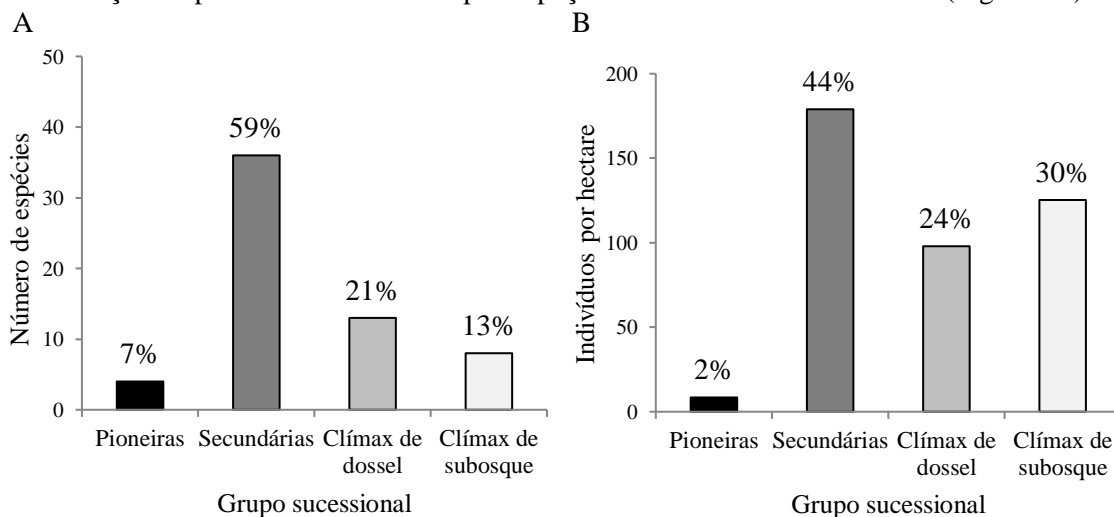 A
50
40
30
20
10
0
Número de espécies
7%
59%
21%
13%
Pioneiras Secundárias Clímax de dossel Clímax de subosque
Grupo sucessional
B
200
150
100
50
0
Indivíduos por hectare
2%
44%
24%
30%
Pioneiras Secundárias Clímax de dossel Clímax de subosque
Grupo sucessional